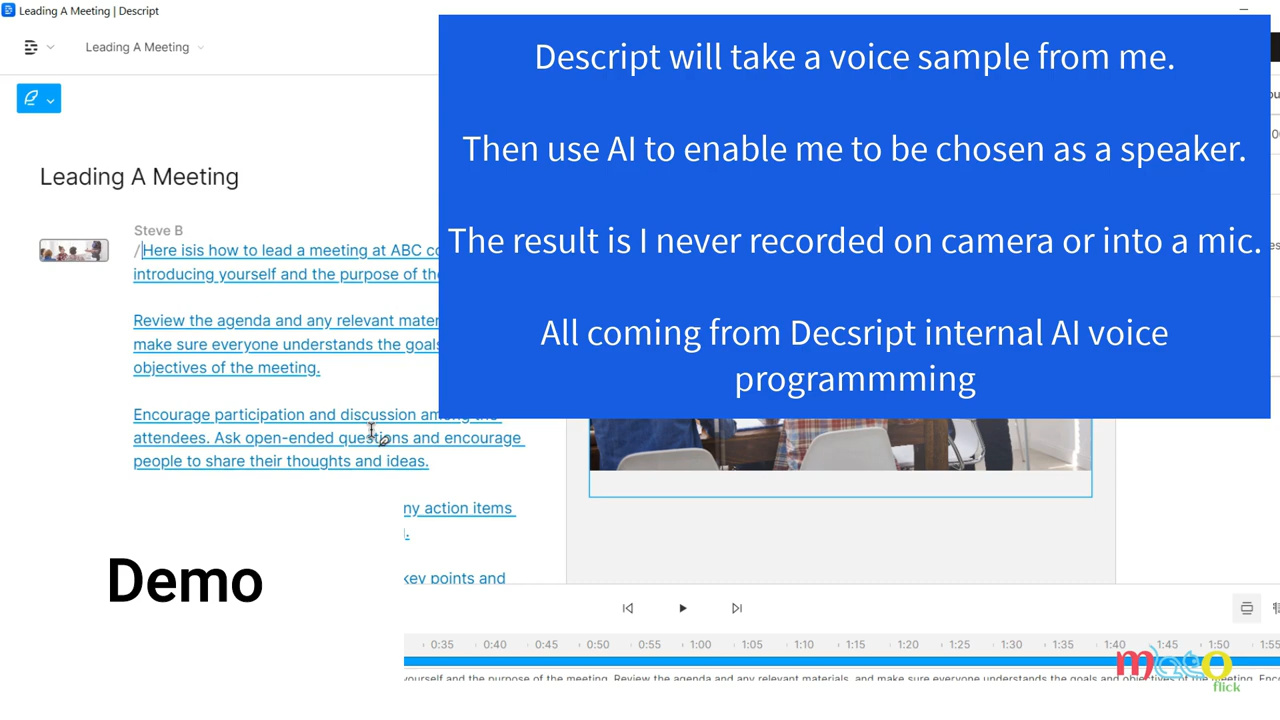 Leading A Meeting | Descript
Leading A Meeting
Descript will take a voice sample from me.
Then use AI to enable me to be chosen as a speaker.
The result is I never recorded on camera or into a mic.
All coming from Decsript internal AI voice
programmming
Leading A Meeting
Steve B
/Here isis how to lead a meeting at ABC
introducing yourself and the purpose of
Review the agenda and any relevant
make sure everyone understands the goals
objectives of the meeting.
Encourage participation and discussion among the
attendees. Ask open-ended questions and encourage
people to share their thoughts and ideas.
ny action items
key points and
Demo
0:35 0:40 0:45 0:50 0:55 1:00 1:05 1:10 1:15 1:20 1:25 1:30 1:35 1:40 1:45 1:50 1:55
yourself and the purpose of the meeting. Review the agenda and any relevant materials, and make sure everyone understands the goals and objectives of the meeting.
flick